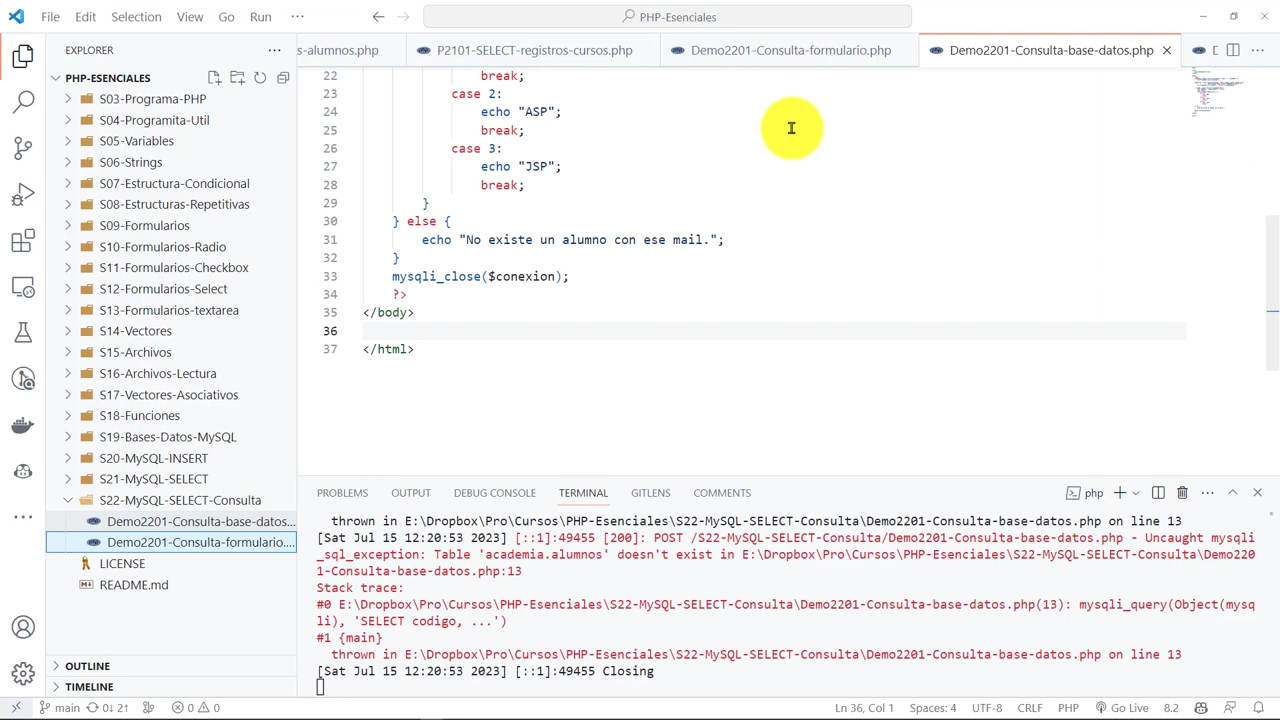 File Edit Selection View Go Run ··· PHP-Esenciales
EXPLORER
PHP-ESENCIALES
S03-Programa-PHP
S04-Programita-Util
S05-Variables
S06-Strings
S07-Estructura-Condicional
S08-Estructuras-Repetitivas
S09-Formularios
S10-Formularios-Radio
S11-Formularios-Checkbox
S12-Formularios-Select
S13-Formularios-textarea
S14-Vectores
S15-Archivos
S16-Archivos-Lectura
S17-Vectores-Asociativos
S18-Funciones
S19-Bases-Datos-MySQL
S20-MySQL-INSERT
S21-MySQL-SELECT
S22-MySQL-SELECT-Consulta
Demo2201-Consulta-base-datos...
Demo2201-Consulta-formulario....
LICENSE
README.md
OUTLINE
TIMELINE
s-alumnos.php P2101-SELECT-registros-cursos.php Demo2201-Consulta-formulario.php Demo2201-Consulta-base-datos.php D
22 break;
23 case 2:
24 echo "ASP";
25 break;
26 case 3:
27 echo "JSP";
28 break;
29 }
30 } else {
31 echo "No existe un alumno con ese mail.";
32 }
33 mysqli_close($conexion);
34 ?>
35 </body>
36
37 </html>
PROBLEMS OUTPUT DEBUG CONSOLE TERMINAL GITLENS COMMENTS php
thrown in E:\Dropbox\Pro\Cursos\PHP-Esenciales\S22-MySQL-SELECT-Consulta\Demo2201-Consulta-base-datos.php on line 13
[Sat Jul 15 12:20:53 2023] [::1]:49455 [200]: POST /S22-MySQL-SELECT-Consulta/Demo2201-Consulta-base-datos.php - Uncaught mysqli
_sql_exception: Table 'academia.alumnos' doesn't exist in E:\Dropbox\Pro\Cursos\PHP-Esenciales\S22-MySQL-SELECT-Consulta\Demo220
1-Consulta-base-datos.php:13
Stack trace:
#0 E:\Dropbox\Pro\Cursos\PHP-Esenciales\S22-MySQL-SELECT-Consulta\Demo2201-Consulta-base-datos.php(13): mysqli_query(Object(mysq
li), 'SELECT codigo, ...')
#1 {main}
thrown in E:\Dropbox\Pro\Cursos\PHP-Esenciales\S22-MySQL-SELECT-Consulta\Demo2201-Consulta-base-datos.php on line 13
[Sat Jul 15 12:20:53 2023] [::1]:49455 Closing
main 0↓ 2↑ 0 0 Ln 36, Col 1 Spaces: 4 UTF-8 CRLF PHP Go Live 8.2